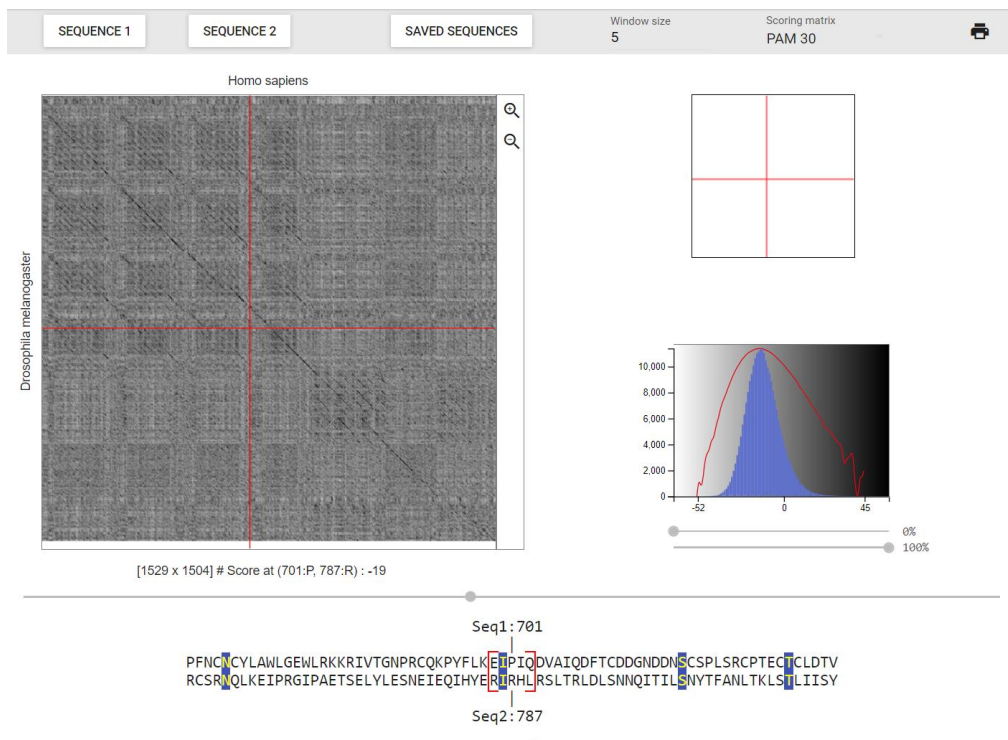 SEQUENCE 1 SEQUENCE 2 SAVED SEQUENCES Window size Scoring matrix
5 PAM 30
Homo sapiens
Drosophila melanogaster
10,000
8,000
6,000
4,000
2,000
0
-52 0 45
0%
100%
[1529 x 1504] # Score at (701:P, 787:R) : -19
Seq1:701
PFNCNCYLAWLGEWLRKKRIVTGNPRCQKPYFLKEIPIQDVAIQDFTCDDGNDDNSCSPLSRCPTECTCLDTV
RCSRNQLKEIPRGIPAETSELYLESNEIEQIHYERIRHLRSLTRLDLSNNQITILSNYTFANLTKLSTLIISY
Seq2:787